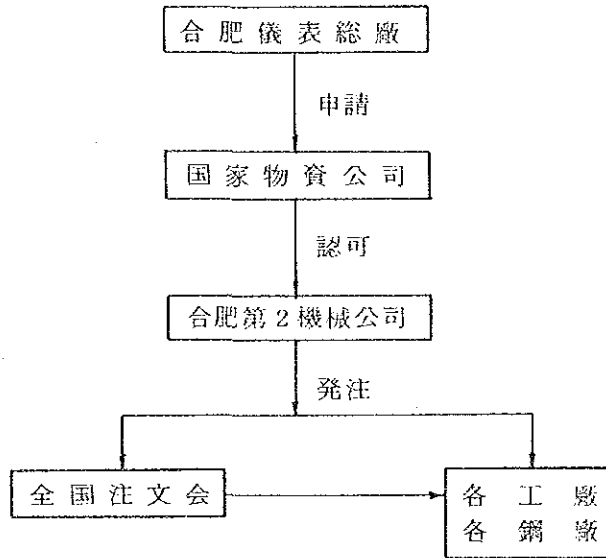 合肥儀表総廠
申請
国家物資公司
認可
合肥第2機械公司
発注
全国注文会
各工廠
各鋼廠